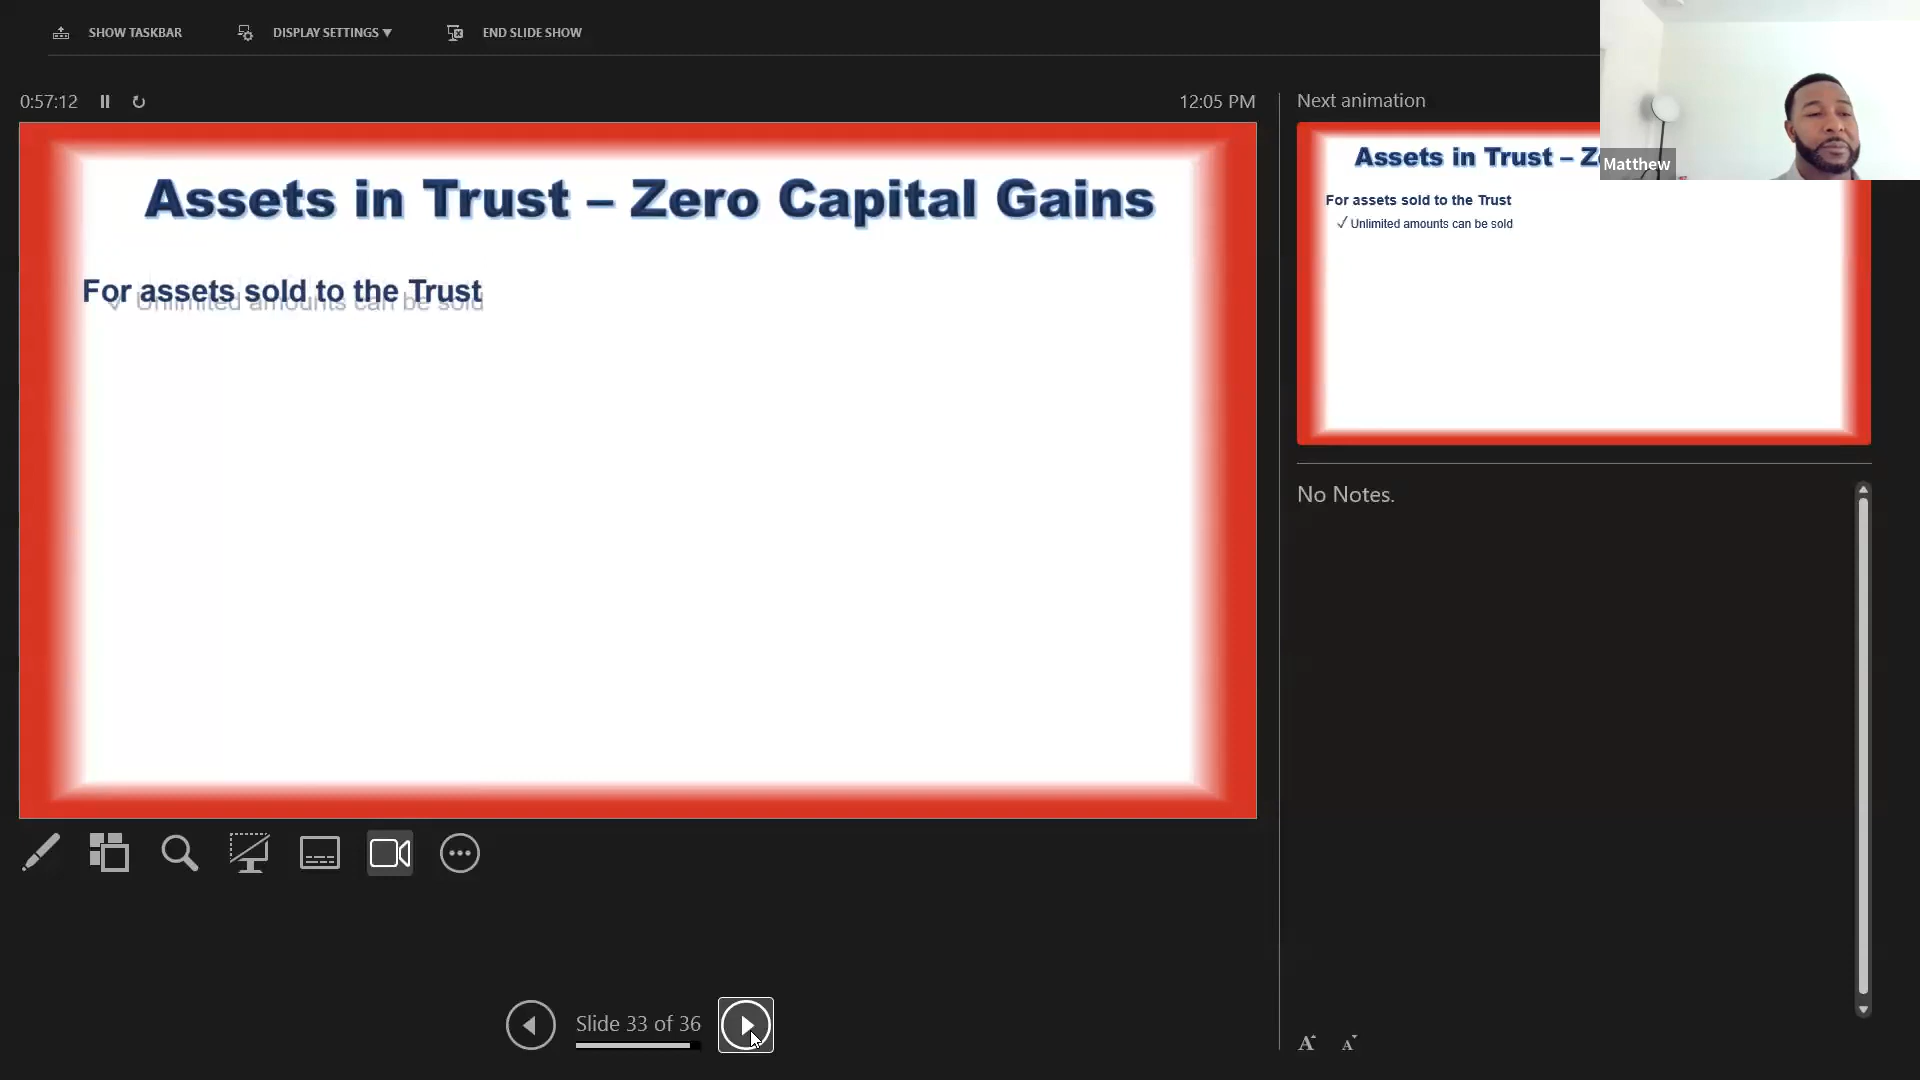 SHOW TASKBAR
DISPLAY SETTINGS ▼
END SLIDE SHOW
0:57:12
12:05 PM
Assets in Trust – Zero Capital Gains
For assets sold to the Trust
✓ Unlimited amounts can be sold
Slide 33 of 36
Next animation
Assets in Trust – Z
For assets sold to the Trust
✓ Unlimited amounts can be sold
Matthew
No Notes.
A A